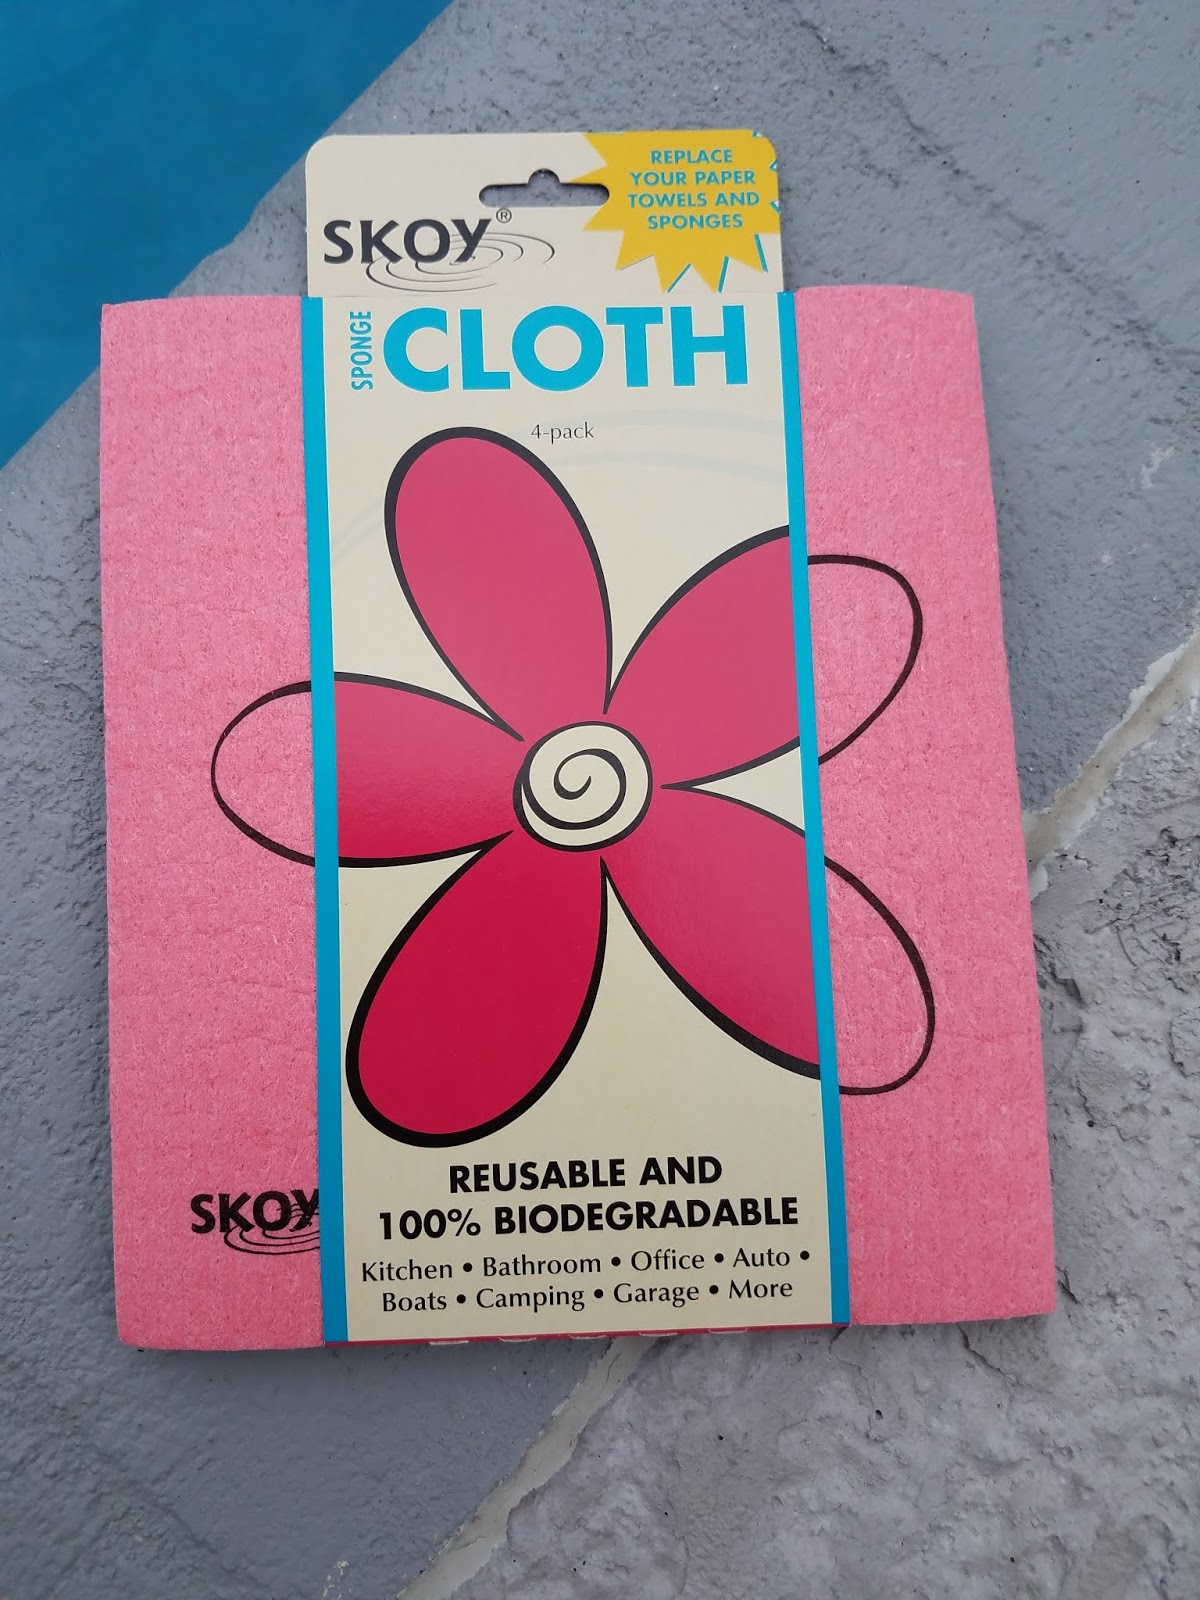 REPLACE
YOUR PAPER
TOWELS AND
SPONGES
SKOY®
SPONGE
CLOTH
4-pack
REUSABLE AND
100% BIODEGRADABLE
Kitchen • Bathroom • Office • Auto •
Boats • Camping • Garage • More
SKOY